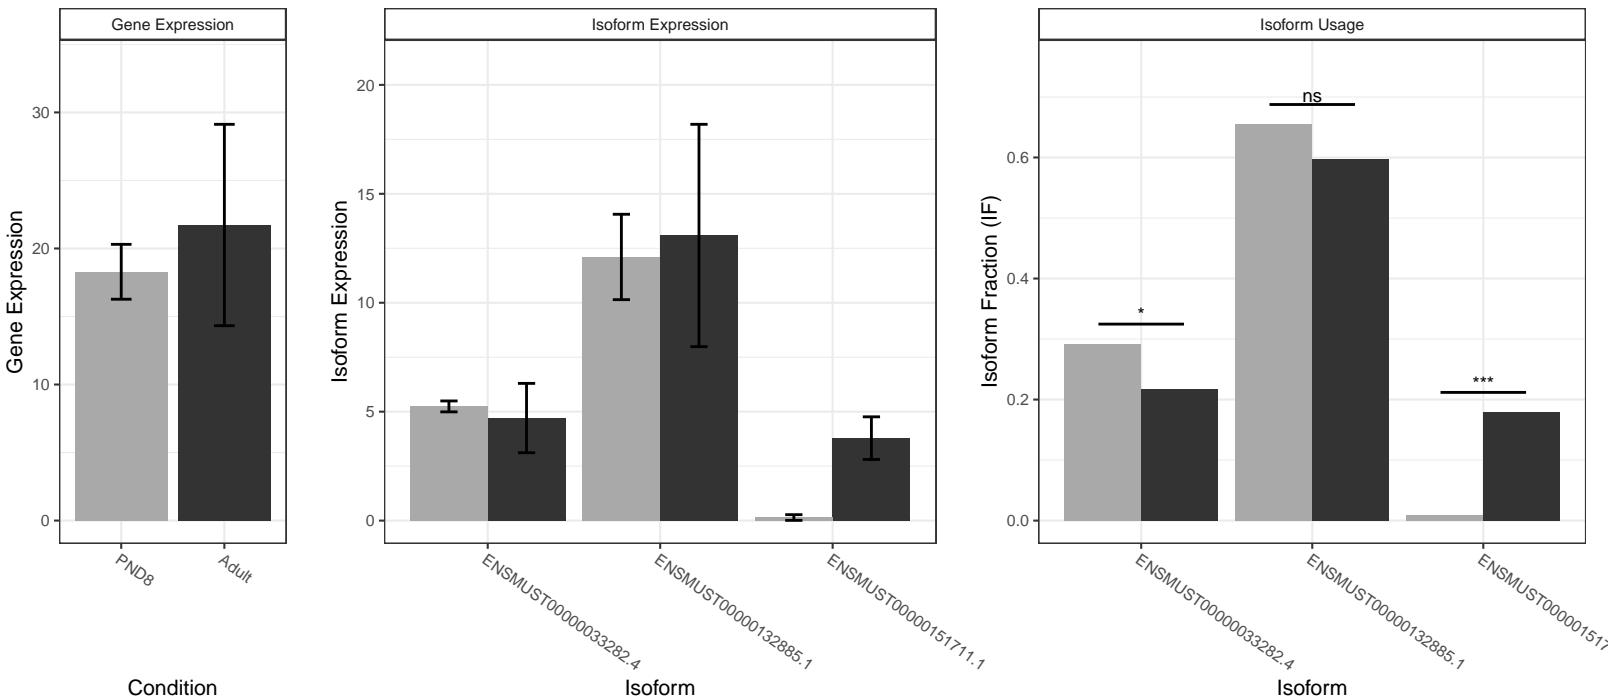 Gene Expression
Isoform Expression
Isoform Usage
Gene Expression
30
20
10
0
PND8
Adult
Condition
Isoform Expression
20
15
10
5
0
ENSMUST00000033282.4
ENSMUST00000132885.1
ENSMUST00000151711.1
Isoform
Isoform Fraction (IF)
0.6
0.4
0.2
0.0
*
ns
***
ENSMUST00000033282.4
ENSMUST00000132885.1
ENSMUST000001517
Isoform